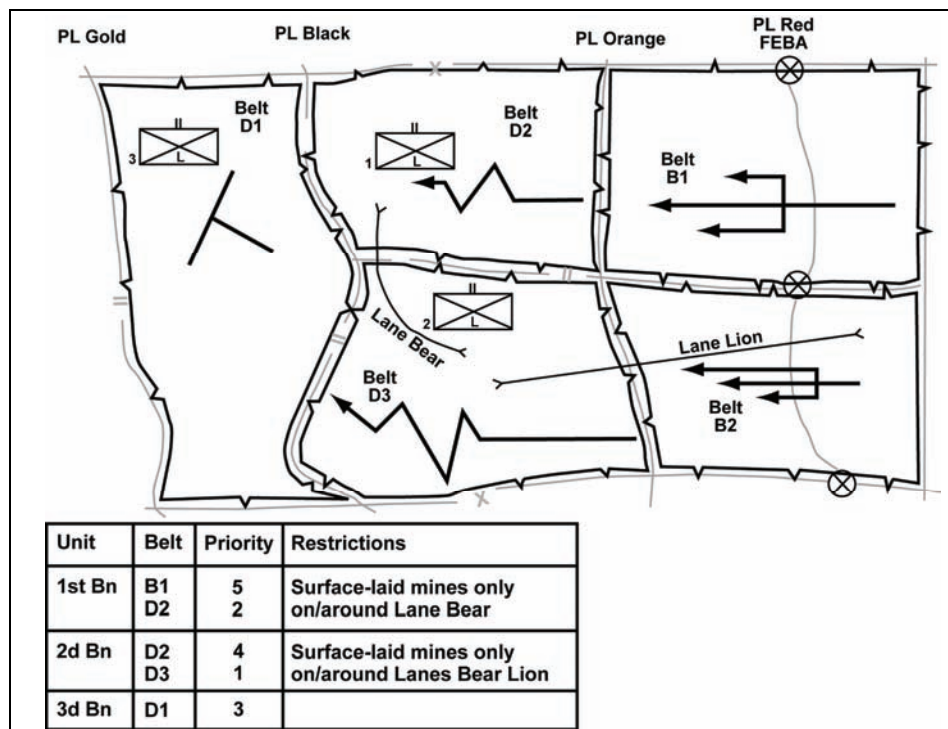 PL Gold PL Black PL Orange PL Red
FEBA
Belt
D1
II
3 L
Belt
D2
II
1 L
Belt
B1
II
2 L
Lane Bear
Lane Lion
Belt
D3
Belt
B2
Unit Belt Priority Restrictions
1st Bn B1 5 Surface-laid mines only
D2 2 on/around Lane Bear
2d Bn D2 4 Surface-laid mines only
D3 1 on/around Lanes Bear Lion
3d Bn D1 3